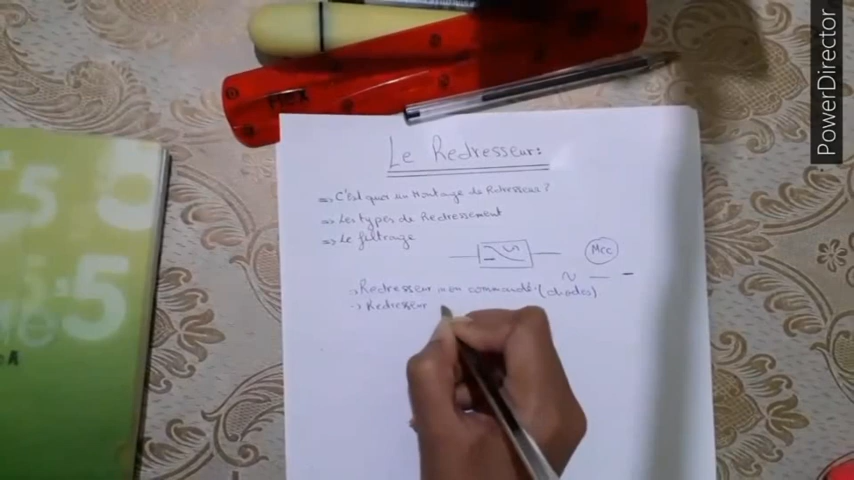 Le Redresseur:
=> C'est quoi un Montage de Redresseur?
=> Les types de Redressement
=> Le filtrage
Mcc
~ — –
-> Redresseur non commandé. (diodes)
-> Redresseur
PowerDirector